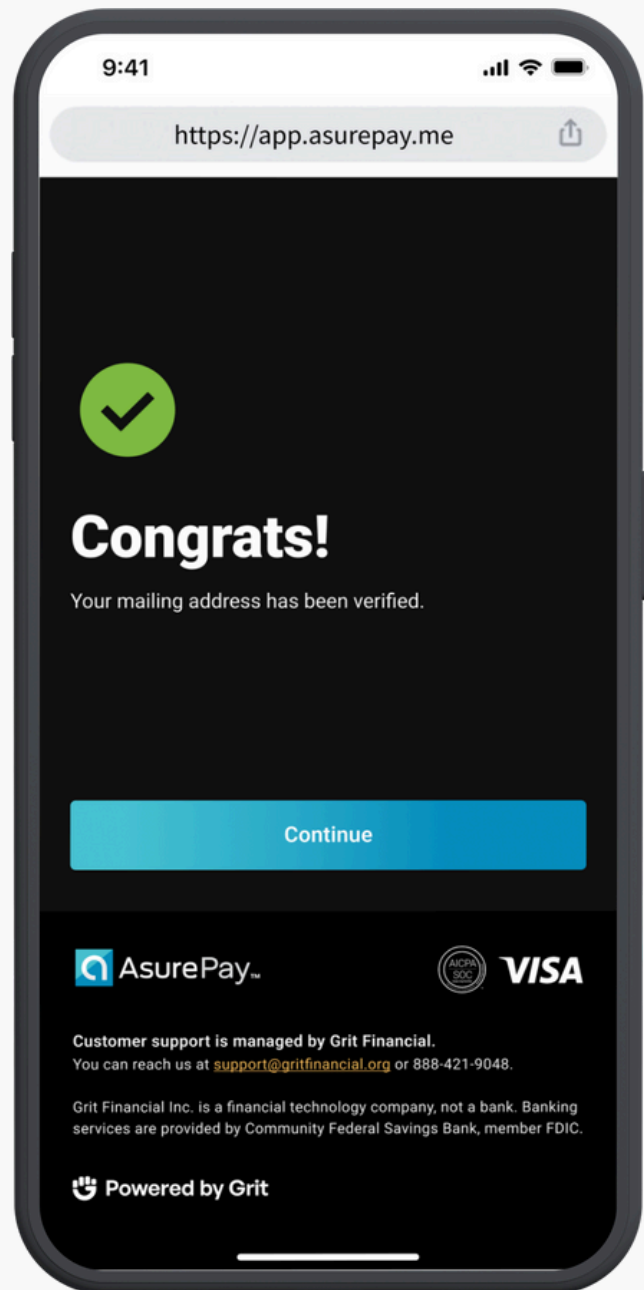 9:41
https://app.asurepay.me
Congrats!
Your mailing address has been verified.
Continue
AsurePay™
AICPA
SOC
VISA
Customer support is managed by Grit Financial.
You can reach us at support@gritfinancial.org or 888-421-9048.
Grit Financial Inc. is a financial technology company, not a bank. Banking
services are provided by Community Federal Savings Bank, member FDIC.
Powered by Grit